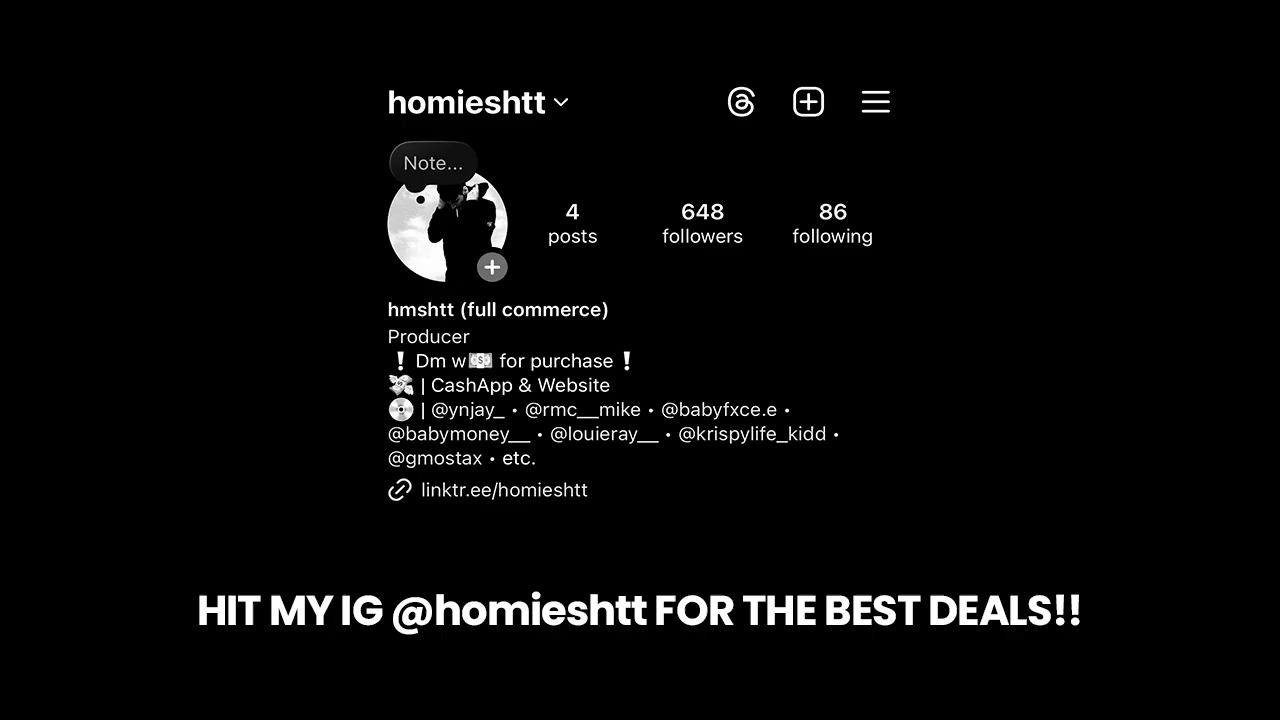 homieshtt
Note...
4 648 86
posts followers following
hmshtt (full commerce)
Producer
❗ Dm w💵 for purchase ❗
💸 | CashApp & Website
💿 | @ynjay_ • @rmc__mike • @babyfxce.e •
@babymoney__ • @louieray__ • @krispylife_kidd •
@gmostax • etc.
linktr.ee/homieshtt
HIT MY IG @homieshtt FOR THE BEST DEALS!!